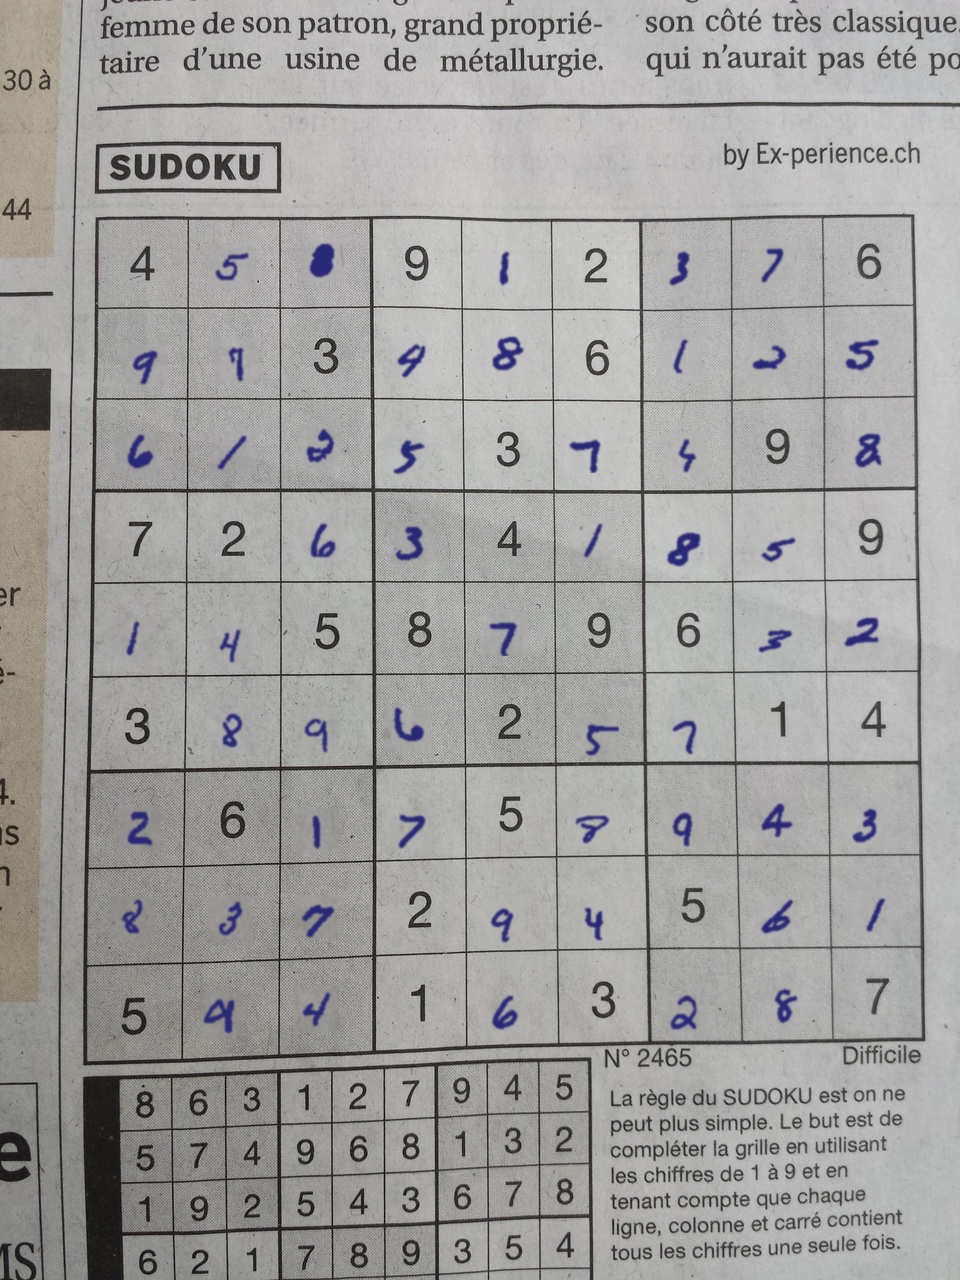 femme de son patron, grand proprié-
taire d'une usine de métallurgie.
son côté très classique,
qui n'aurait pas été po
30 à
44
SUDOKU
by Ex-perience.ch
4 5 8 9 1 2 3 7 6
9 7 3 4 8 6 1 2 5
6 1 2 5 3 7 4 9 8
7 2 6 3 4 1 8 5 9
1 4 5 8 7 9 6 3 2
3 8 9 6 2 5 7 1 4
2 6 1 7 5 8 9 4 3
8 3 7 2 9 4 5 6 1
5 9 4 1 6 3 2 8 7
N° 2465
Difficile
8 6 3 1 2 7 9 4 5
5 7 4 9 6 8 1 3 2
1 9 2 5 4 3 6 7 8
6 2 1 7 8 9 3 5 4
La règle du SUDOKU est on ne
peut plus simple. Le but est de
compléter la grille en utilisant
les chiffres de 1 à 9 et en
tenant compte que chaque
ligne, colonne et carré contient
tous les chiffres une seule fois.